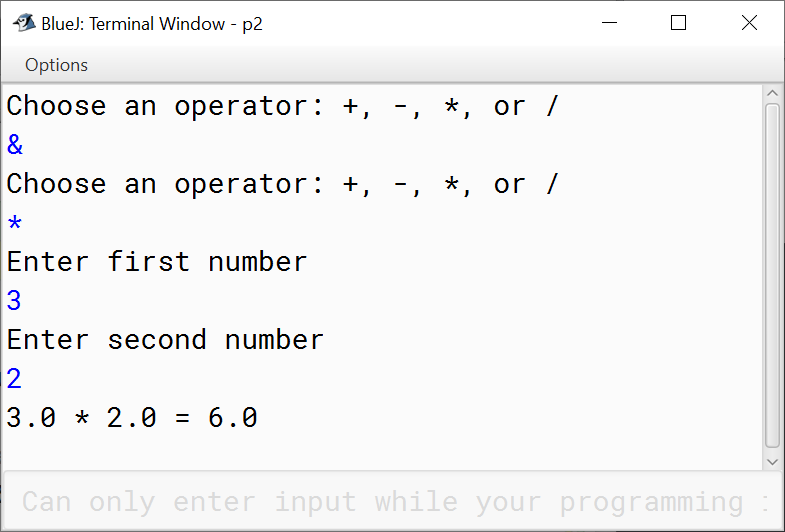 BlueJ: Terminal Window - p2
Options
Choose an operator: +, -, *, or /
&
Choose an operator: +, -, *, or /
*
Enter first number
3
Enter second number
2
3.0 * 2.0 = 6.0
Can only enter input while your programming